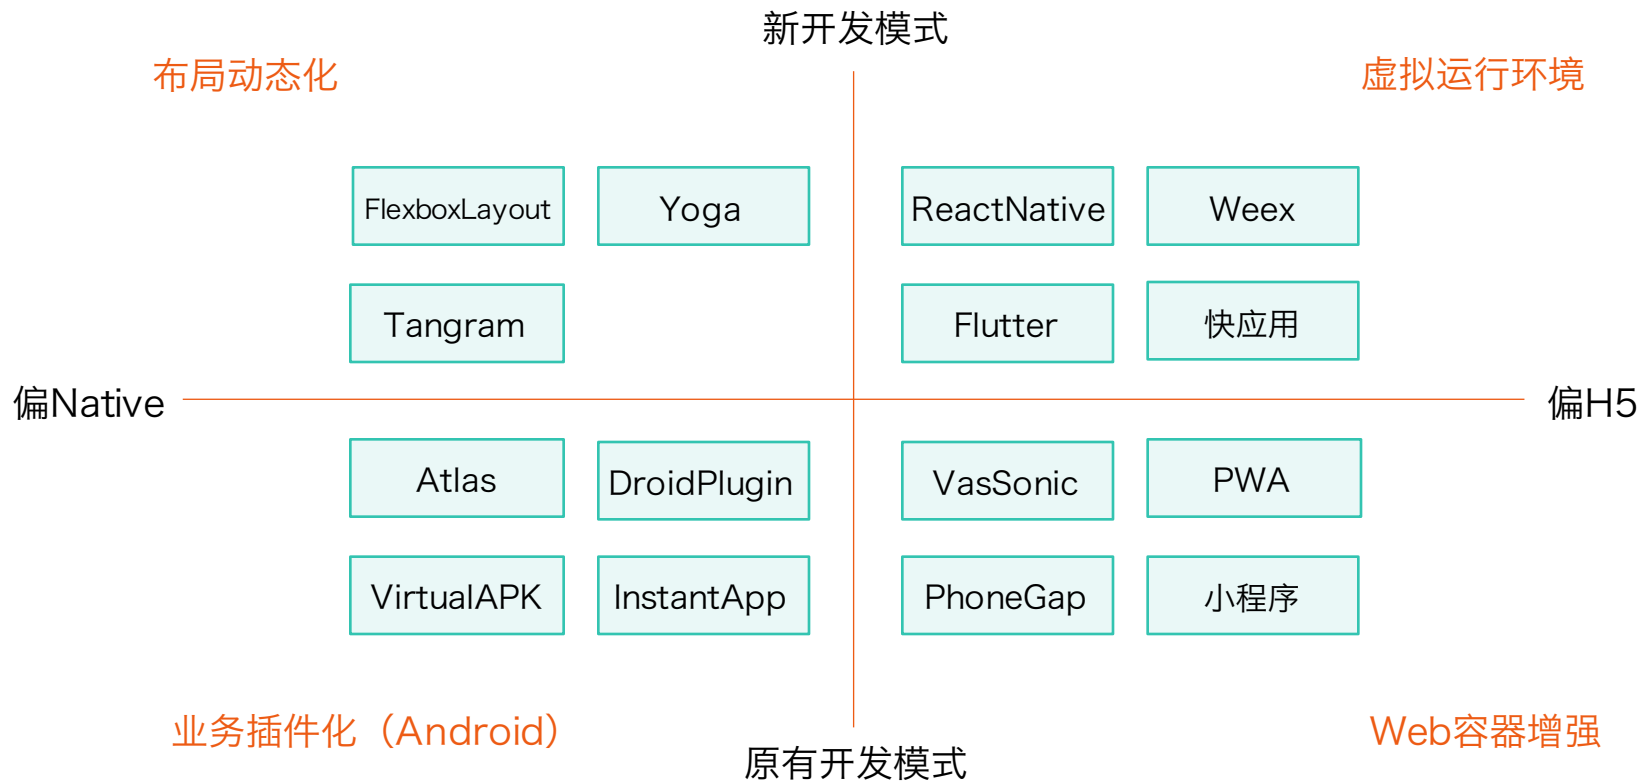 新开发模式
布局动态化
虚拟运行环境
FlexboxLayout
Yoga
ReactNative
Weex
Tangram
Flutter
快应用
偏Native
偏H5
Atlas
DroidPlugin
VasSonic
PWA
VirtualAPK
InstantApp
PhoneGap
小程序
业务插件化（Android）
Web容器增强
原有开发模式